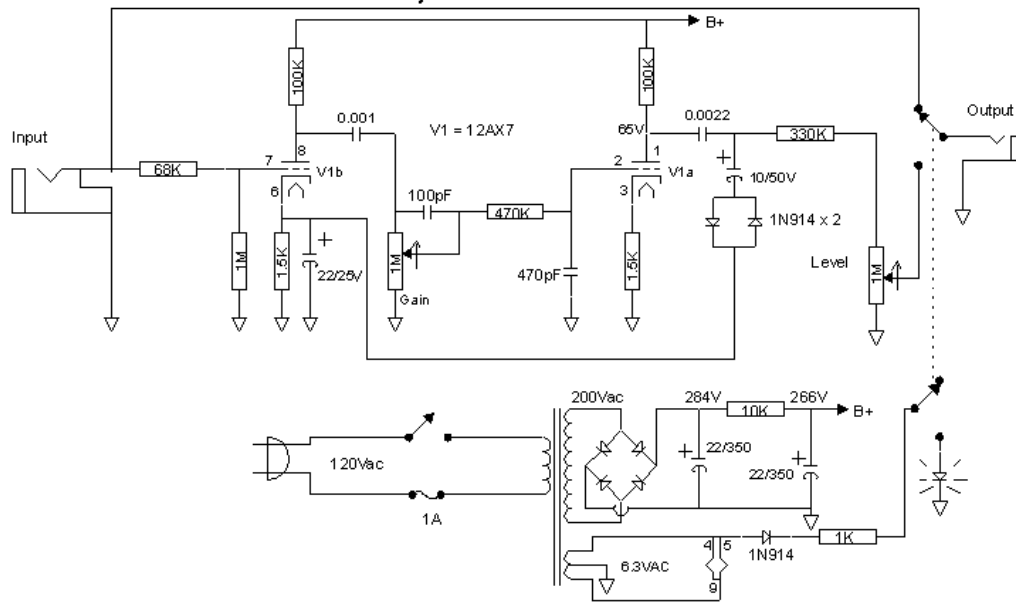 B+
100K
100K
0.001
V1 = 12AX7
65V
0.0022
Output
Input
330K
8
1
68K
7
V1b
2
V1a
6
3
10/50V
100pF
470K
1N914 x 2
1M
1.5K
22/25V
1M
Gain
470pF
1.5K
Level
1M
200Vac
284V
266V
10K
B+
120Vac
22/350
22/350
1A
4
5
1N914
1K
6.3VAC
9